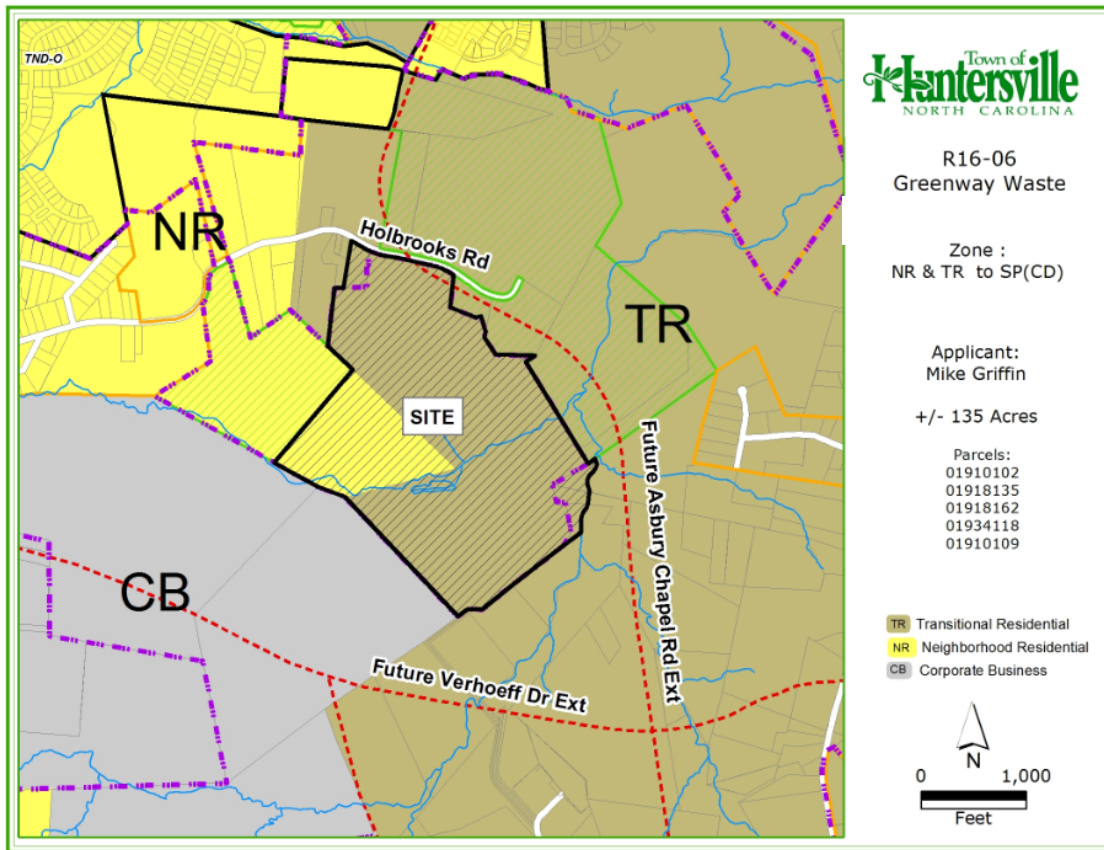 TND-O
NR
Holbrooks Rd
TR
SITE
Future Asbury Chapel Rd Ext
CB
Future Verhoeff Dr Ext
Town of
Huntersville
NORTH CAROLINA
R16-06
Greenway Waste
Zone :
NR & TR to SP(CD)
Applicant:
Mike Griffin
+/- 135 Acres
Parcels:
01910102
01918135
01918162
01934118
01910109
TR Transitional Residential
NR Neighborhood Residential
CB Corporate Business
N
0 1,000
Feet